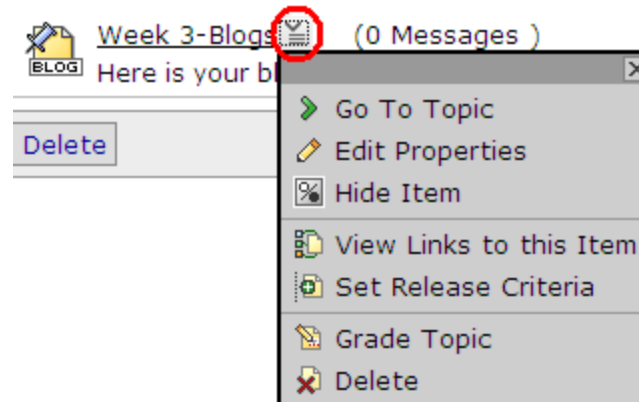 Week 3-Blogs (0 Messages )
BLOG
Here is your bl
Delete
Go To Topic
Edit Properties
Hide Item
View Links to this Item
Set Release Criteria
Grade Topic
Delete